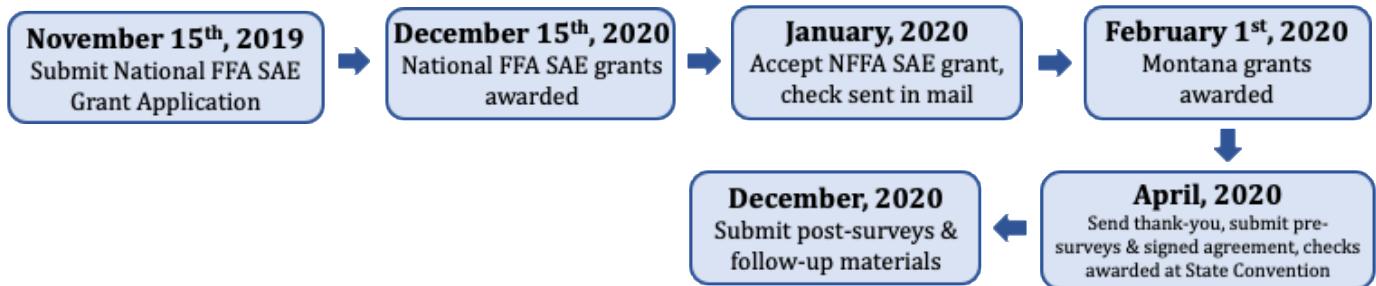 November 15th, 2019
Submit National FFA SAE
Grant Application
December 15th, 2020
National FFA SAE grants
awarded
January, 2020
Accept NFFA SAE grant,
check sent in mail
February 1st, 2020
Montana grants
awarded
April, 2020
Send thank-you, submit pre-
surveys & signed agreement, checks
awarded at State Convention
December, 2020
Submit post-surveys &
follow-up materials